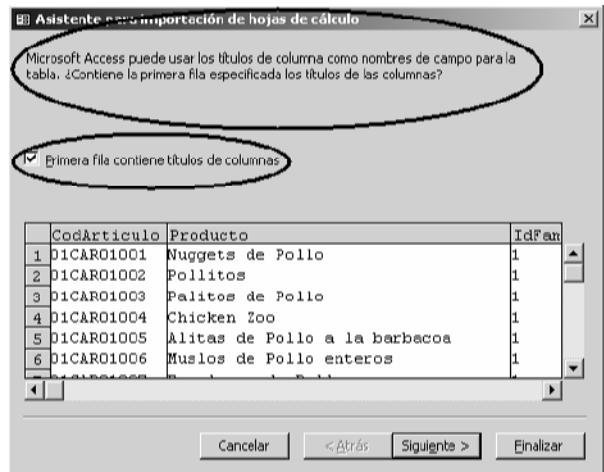 Asistente para importación de hojas de cálculo
Microsoft Access puede usar los títulos de columna como nombres de campo para la
tabla. ¿Contiene la primera fila especificada los títulos de las columnas?
Primera fila contiene títulos de columnas
CodArticulo Producto IdFam
1 01CAR01001 Nuggets de Pollo 1
2 01CAR01002 Pollitos 1
3 01CAR01003 Palitos de Pollo 1
4 01CAR01004 Chicken Zoo 1
5 01CAR01005 Alitas de Pollo a la barbacoa 1
6 01CAR01006 Muslos de Pollo enteros 1
Cancelar < Atrás Siguiente > Finalizar